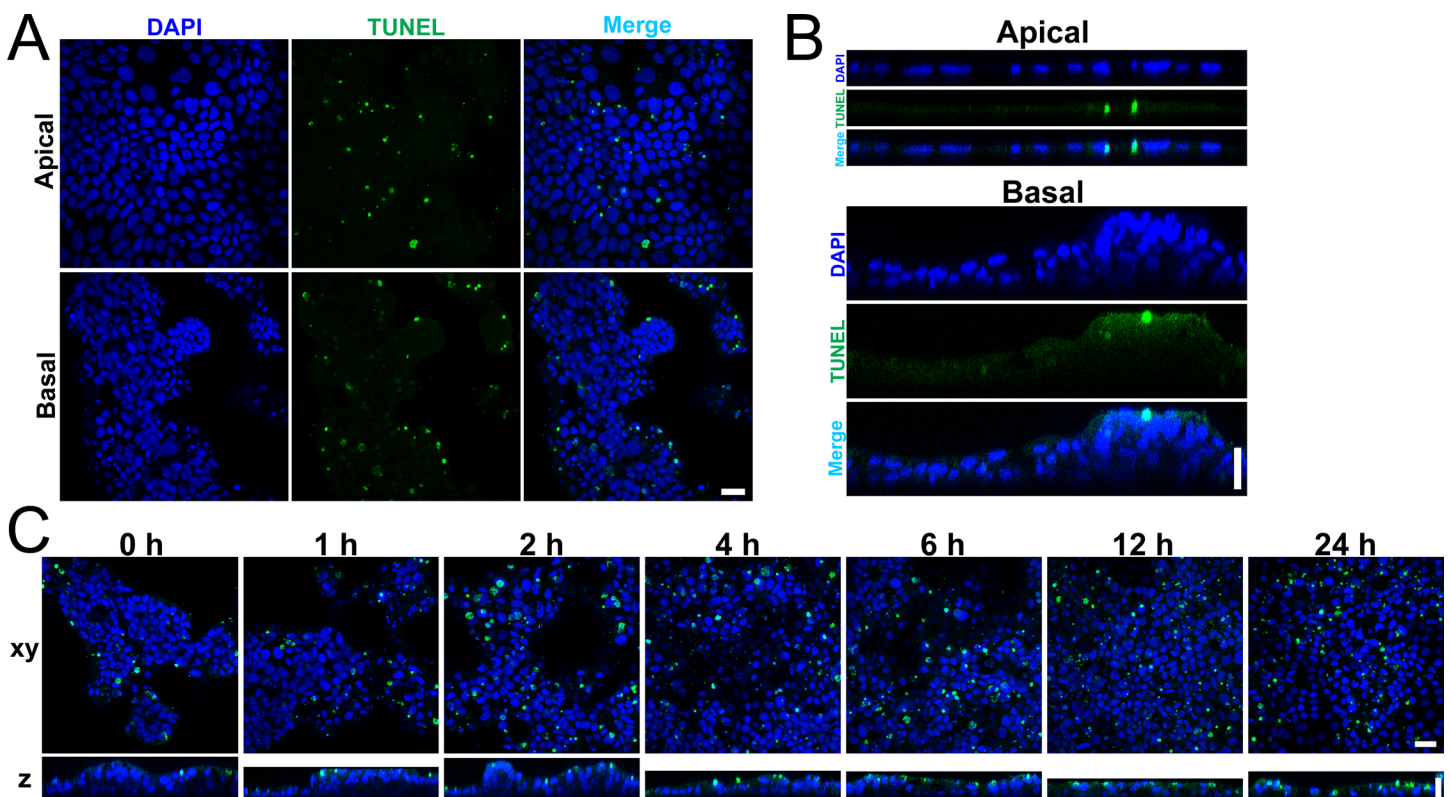 A
DAPI
TUNEL
Merge
Apical
Basal
B
Apical
DAPI
TUNEL
Merge
Basal
DAPI
TUNEL
Merge
C
0 h
1 h
2 h
4 h
6 h
12 h
24 h
xy
z